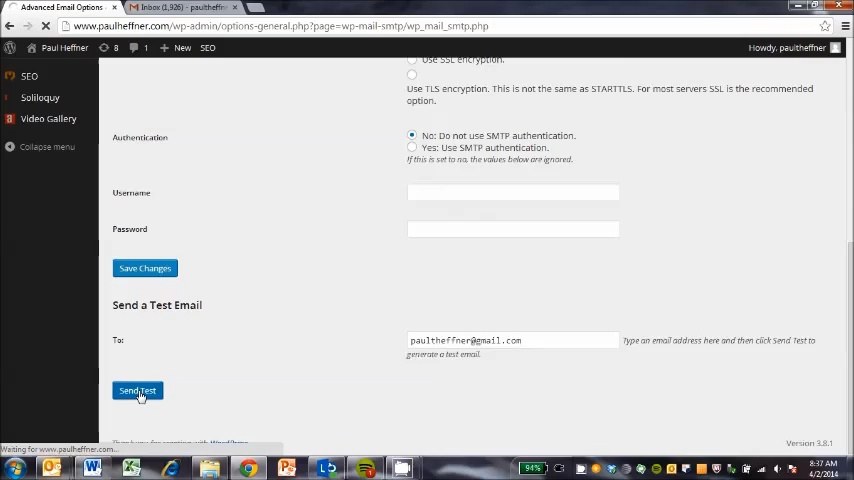 Advanced Email Options
Inbox (1,926) - paultheffner
www.paulheffner.com/wp-admin/options-general.php?page=wp-mail-smtp/wp_mail_smtp.php
Paul Heffner 8 1 + New SEO Howdy, paultheffner
SEO
Soliloquy
Video Gallery
Collapse menu
Use SSL encryption.
Use TLS encryption. This is not the same as STARTTLS. For most servers SSL is the recommended
option.
Authentication
No: Do not use SMTP authentication.
Yes: Use SMTP authentication.
If this is set to no, the values below are ignored.
Username
Password
Save Changes
Send a Test Email
To:
paultheffner@gmail.com
Type an email address here and then click Send Test to
generate a test email.
Send Test
Waiting for www.paulheffner.com...
Version 3.8.1
94%
8:37 AM
4/2/2014